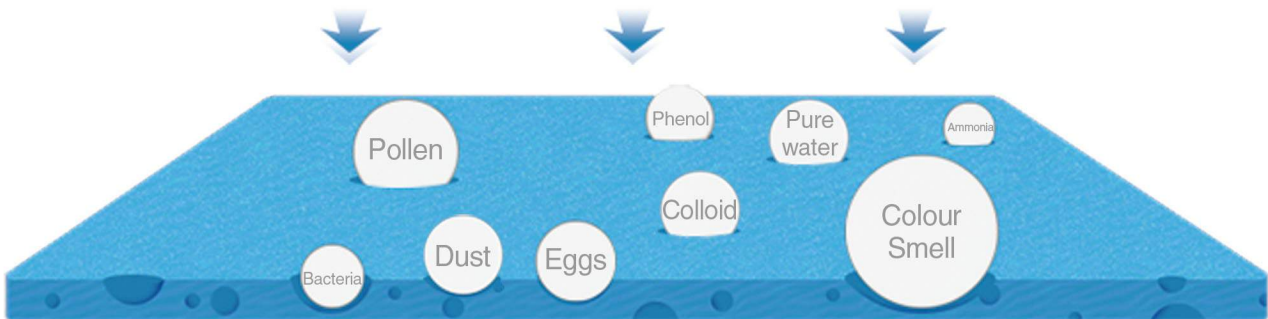 Pollen
Phenol
Pure
water
Ammonia
Colloid
Colour
Smell
Dust
Eggs
Bacteria